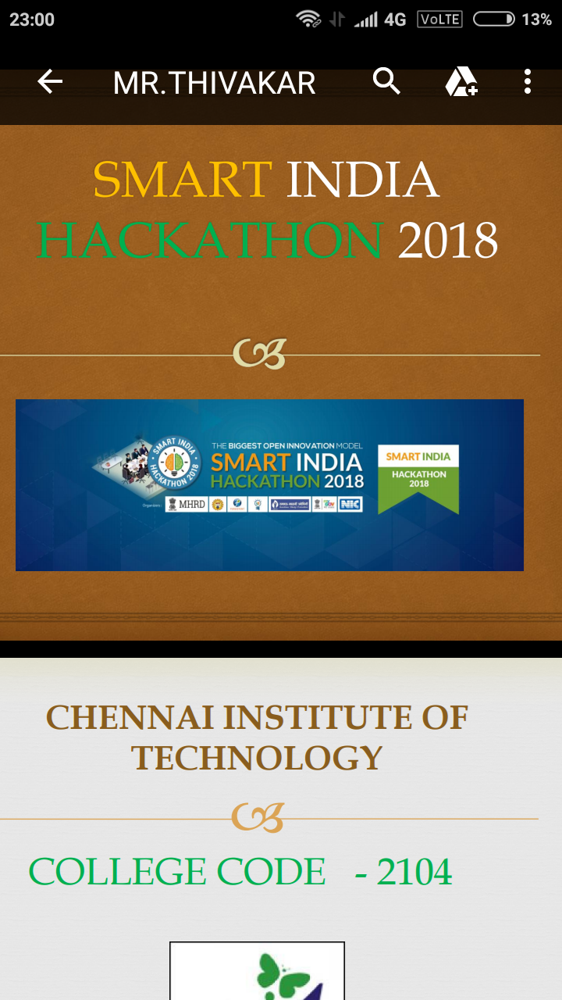 23:00 4G VoLTE 13%
MR.THIVAKAR
SMART INDIA
HACKATHON 2018
SMART INDIA HACKATHON 2018
THE BIGGEST OPEN INNOVATION MODEL
SMART INDIA
HACKATHON 2018
Organizers:
MHRD
NIC
SMART INDIA
HACKATHON
2018
CHENNAI INSTITUTE OF
TECHNOLOGY
COLLEGE CODE - 2104